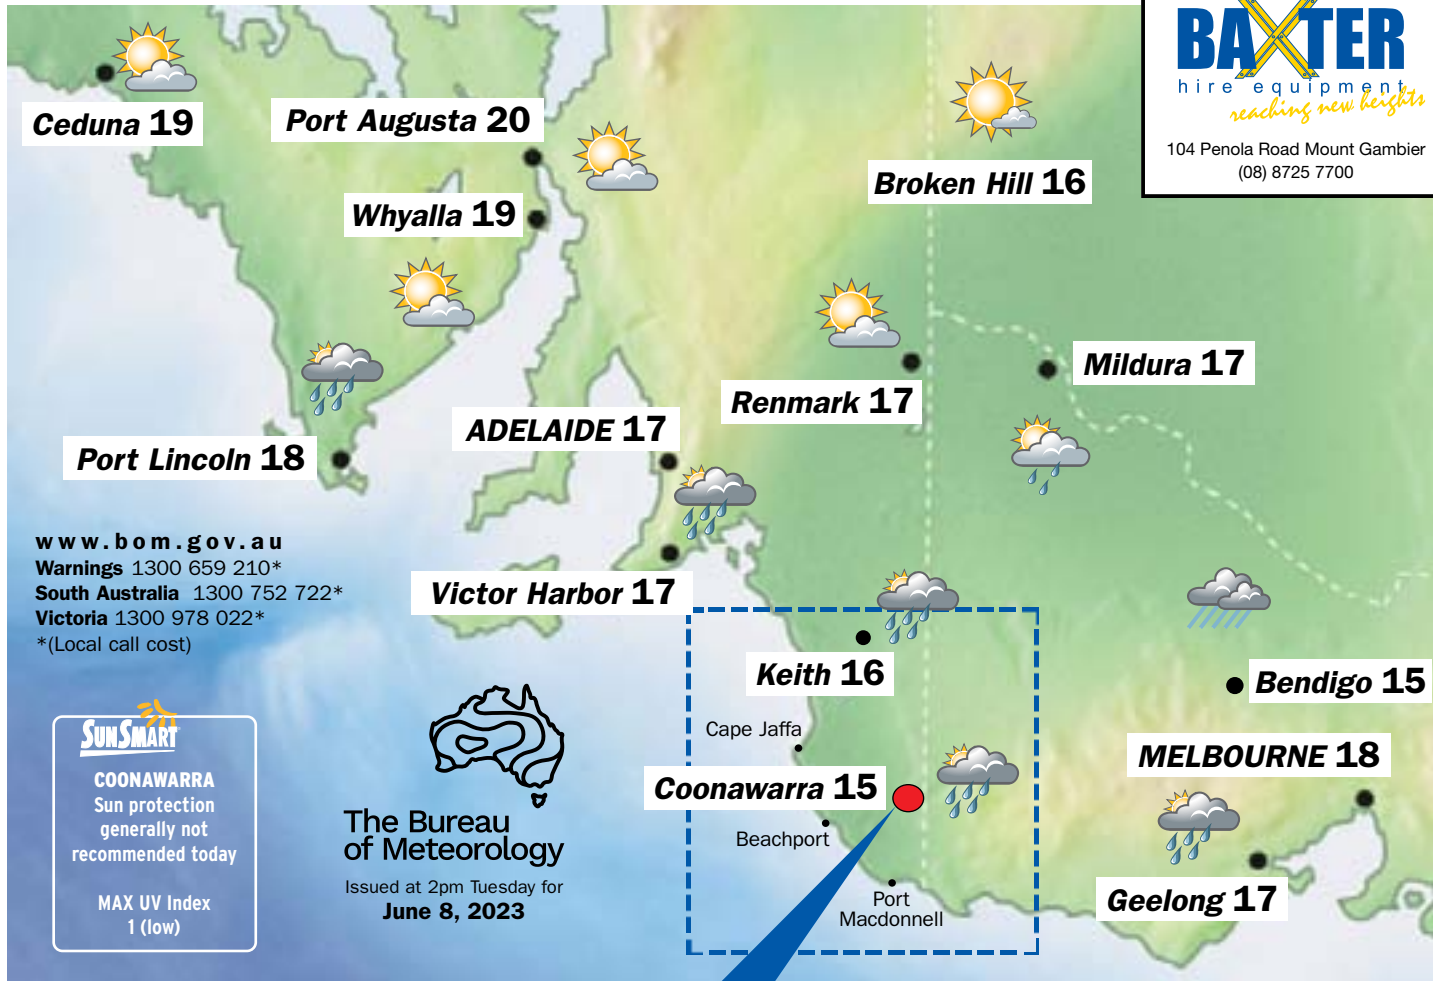 BAXTER
hire equipment
reaching new heights
104 Penola Road Mount Gambier
(08) 8725 7700
Ceduna 19
Port Augusta 20
Whyalla 19
Broken Hill 16
Renmark 17
Mildura 17
ADELAIDE 17
Port Lincoln 18
Victor Harbor 17
www.bom.gov.au
Warnings 1300 659 210*
South Australia 1300 752 722*
Victoria 1300 978 022*
*(Local call cost)
Keith 16
Bendigo 15
Cape Jaffa
MELBOURNE 18
Coonawarra 15
Beachport
Port
Macdonnell
Geelong 17
SUNSMART
COONAWARRA
Sun protection
generally not
recommended today
MAX UV Index
1 (low)
The Bureau
of Meteorology
Issued at 2pm Tuesday for
June 8, 2023